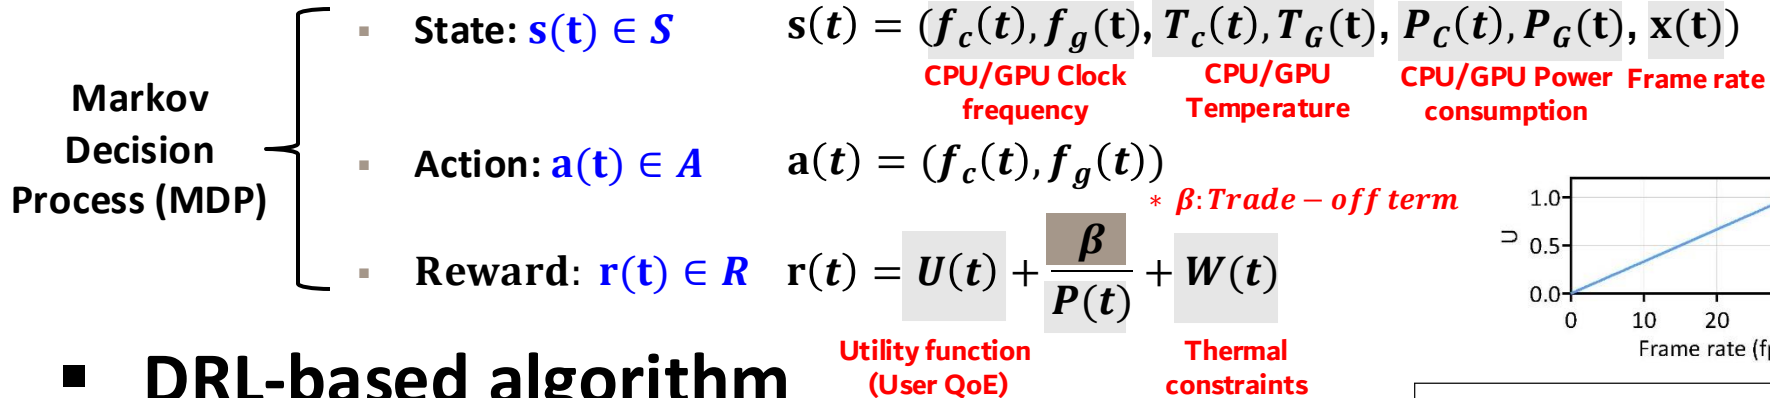 Markov
Decision
Process (MDP)
▪ State: s(t) ∈ S s(t) = (f_c(t), f_g(t), T_c(t), T_G(t), P_C(t), P_G(t), x(t))
CPU/GPU Clock
frequency
CPU/GPU
Temperature
CPU/GPU Power
consumption
Frame rate
▪ Action: a(t) ∈ A a(t) = (f_c(t), f_g(t))
* β: Trade − off term
▪ Reward: r(t) ∈ R r(t) = U(t) + β/P(t) + W(t)
Utility function
(User QoE)
Thermal
constraints
U
1.0
0.5
0.0
0 10 20
Frame rate (f
▪ DRL-based algorithm